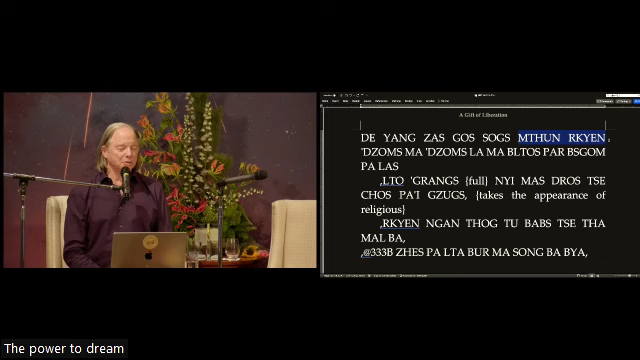 A Gift of Liberation
DE YANG ZAS GOS SOGS MTHUN RKYEN,
'DZOMS MA 'DZOMS LA MA BLTOS PAR BSGOM
PA LAS
,LTO 'GRANGS {full} NYI MAS DROS TSE
CHOS PA'I GZUGS, {takes the appearance of
religious}
,RKYEN NGAN THOG TU BABS TSE THA
MAL BA,
,@333B ZHES PA LTA BUR MA SONG BA BYA,
The power to dream